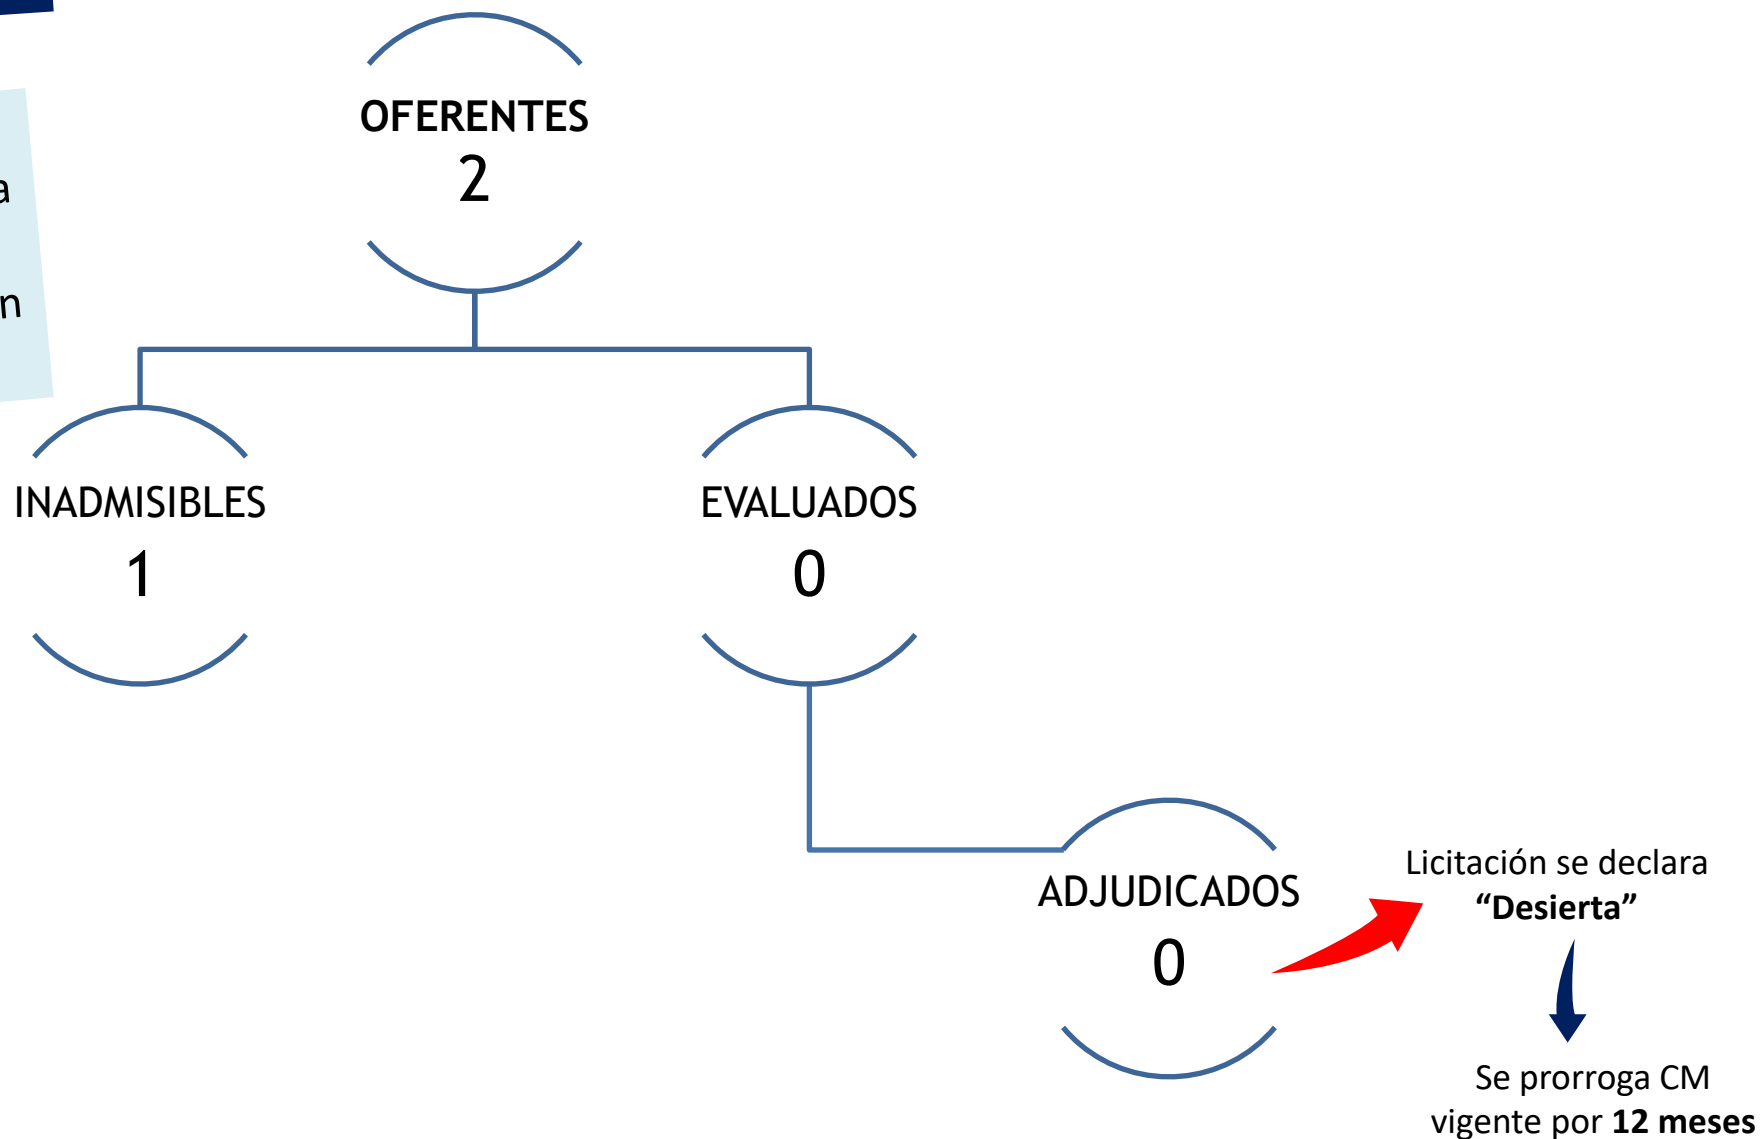 OFERENTES
2
INADMISIBLES
1
EVALUADOS
0
ADJUDICADOS
0
Licitación se declara
“Desierta”
Se prorroga CM
vigente por 12 meses